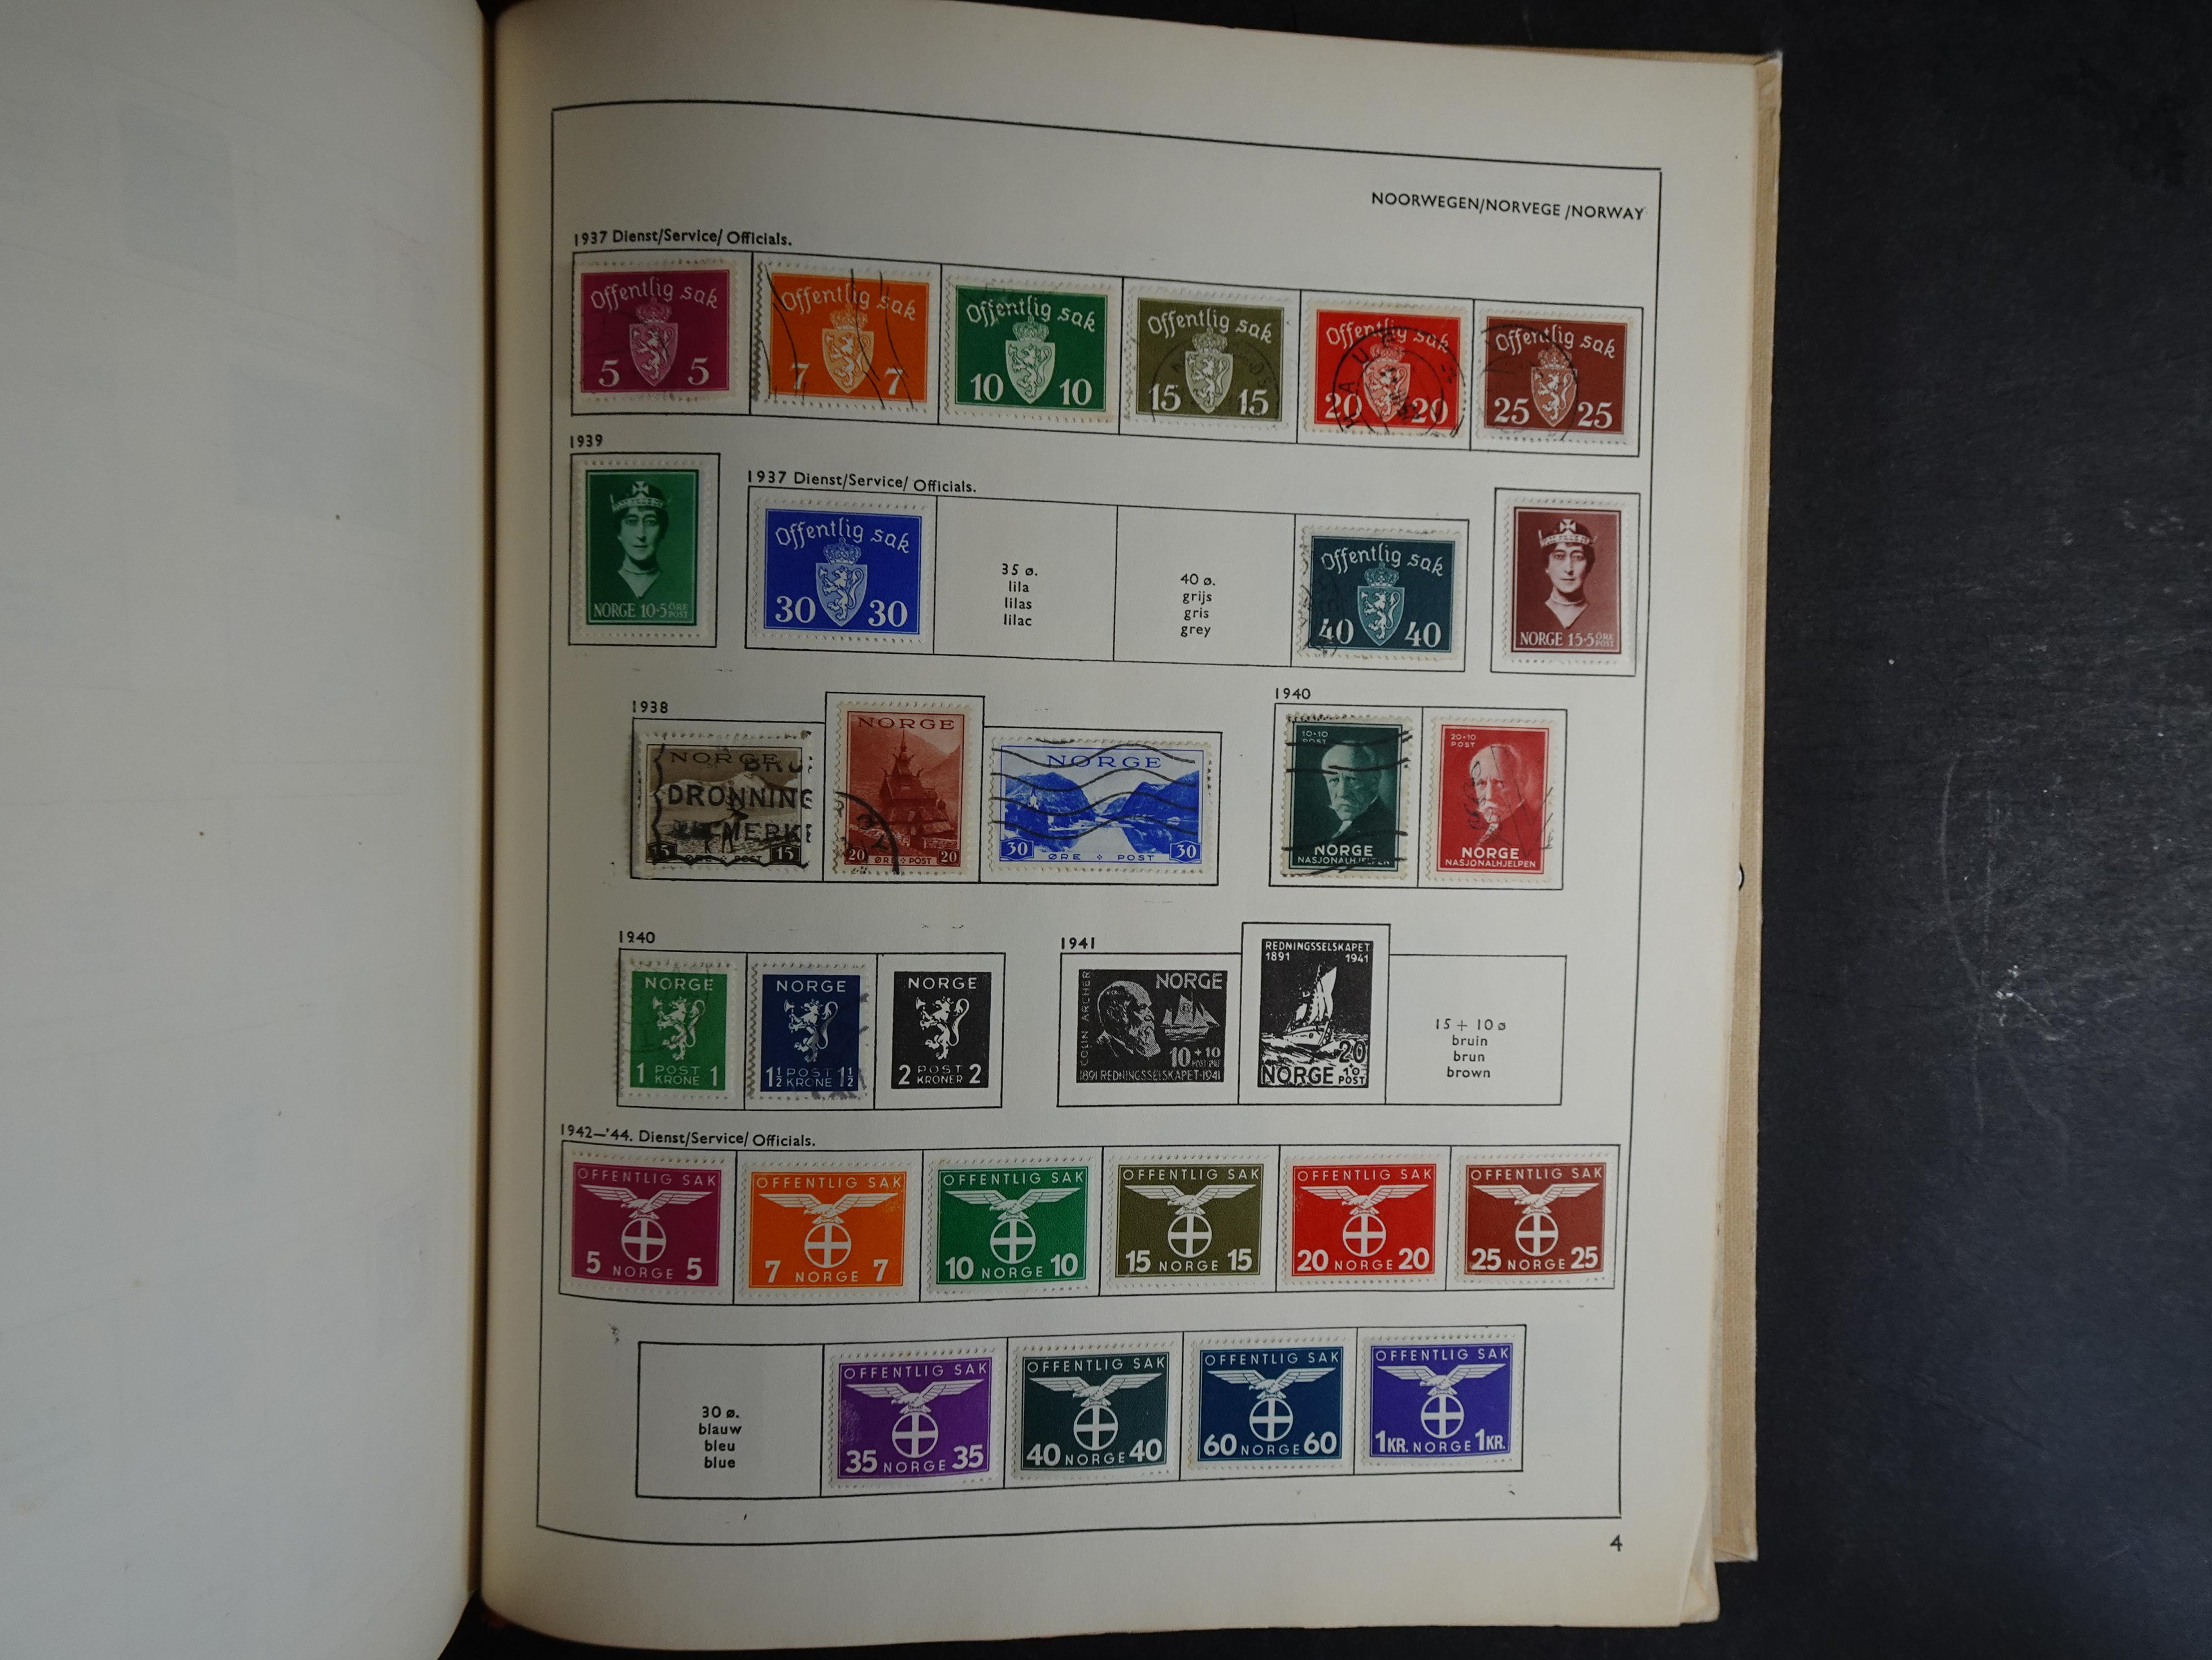 NOORWEGEN/NORVEGE /NORWAY
1937 Dienst/Service/ Officials.
Offentlig sak
5 5
Offentlig sak
7 7
Offentlig sak
10 10
Offentlig sak
15 15
Offentlig sak
20 20
Offentlig sak
25 25
1939
NORGE 10·5 ØRE
POST
1937 Dienst/Service/ Officials.
Offentlig sak
30 30
35 ø.
lila
lilas
lilac
40 ø.
grijs
gris
grey
Offentlig sak
40 40
NORGE 15·5 ØRE
POST
1938
NORGE
DRONNING
15 ØRE POST 15
NORGE
20 ØRE POST 20
NORGE
30 ØRE POST 30
1940
10+10
POST
NORGE
NASJONALHJELPEN
20+10
POST
NORGE
NASJONALHJELPEN
1940
NORGE
1 POST 1
KRONE
NORGE
1½ POST 1½
KRONE
NORGE
2 POST 2
KRONER
1941
COLIN ARCHER
NORGE
10+10
1891 REDNINGSSELSKAPET·1941
REDNINGSSELSKAPET
1891 1941
20
NORGE 10
POST
15 + 10 ø
bruin
brun
brown
1942—'44. Dienst/Service/ Officials.
OFFENTLIG SAK
5 NORGE 5
OFFENTLIG SAK
7 NORGE 7
OFFENTLIG SAK
10 NORGE 10
OFFENTLIG SAK
15 NORGE 15
OFFENTLIG SAK
20 NORGE 20
OFFENTLIG SAK
25 NORGE 25
30 ø.
blauw
bleu
blue
OFFENTLIG SAK
35 NORGE 35
OFFENTLIG SAK
40 NORGE 40
OFFENTLIG SAK
60 NORGE 60
OFFENTLIG SAK
1KR. NORGE 1KR.
4